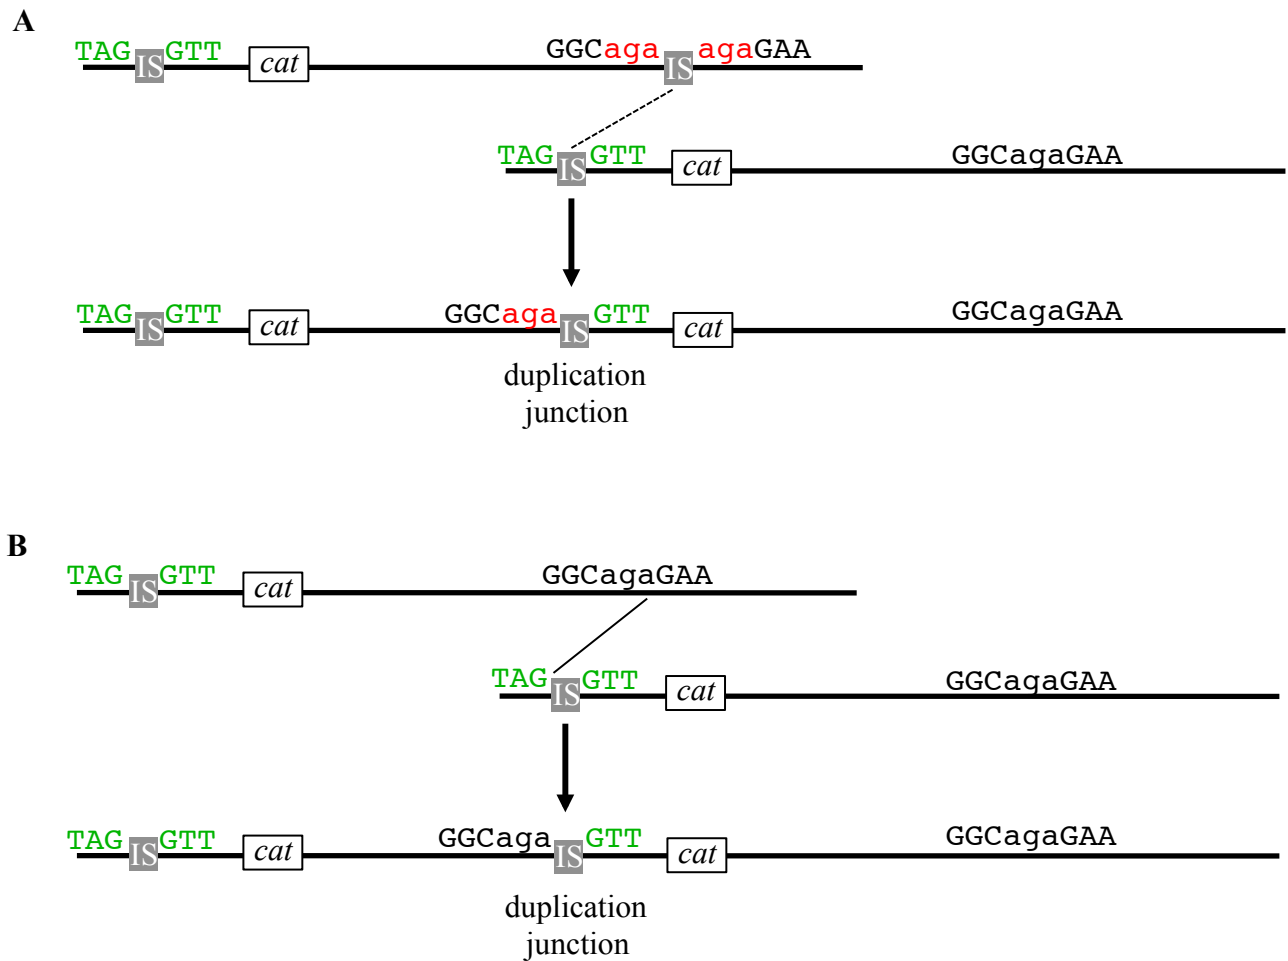 A
TAG IS GTT cat GGCaga IS agaGAA
TAG IS GTT cat GGCagaGAA
TAG IS GTT cat GGCaga IS GTT cat GGCagaGAA
duplication
junction
B
TAG IS GTT cat GGCagaGAA
TAG IS GTT cat GGCagaGAA
TAG IS GTT cat GGCaga IS GTT cat GGCagaGAA
duplication
junction